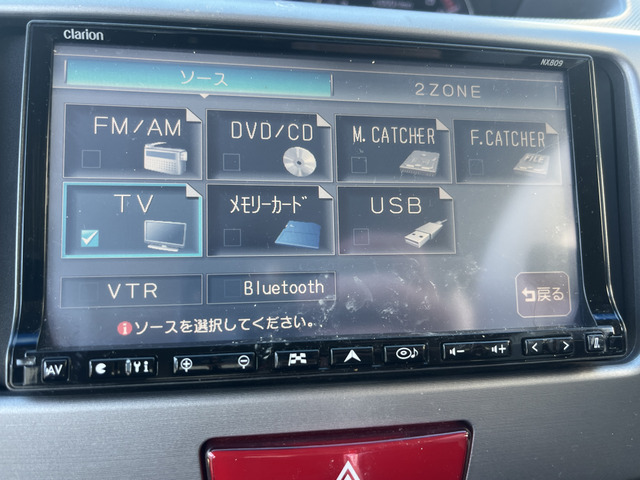 Clarion
NX809
ソース
2ZONE
FM/AM
DVD/CD
M.CATCHER
F.CATCHER
TV
メモリーカード
USB
VTR
Bluetooth
戻る
iソースを選択してください。
AV